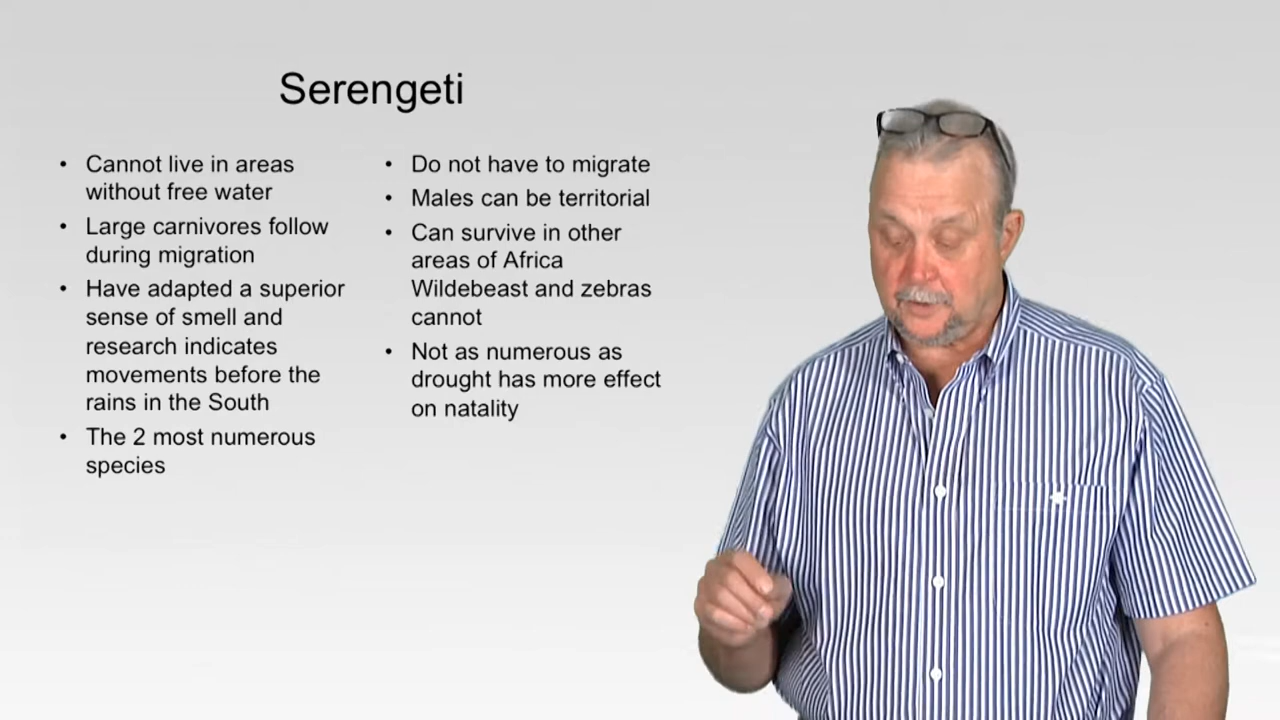 Serengeti
• Cannot live in areas
without free water
• Large carnivores follow
during migration
• Have adapted a superior
sense of smell and
research indicates
movements before the
rains in the South
• The 2 most numerous
species
• Do not have to migrate
• Males can be territorial
• Can survive in other
areas of Africa
Wildebeast and zebras
cannot
• Not as numerous as
drought has more effect
on natality